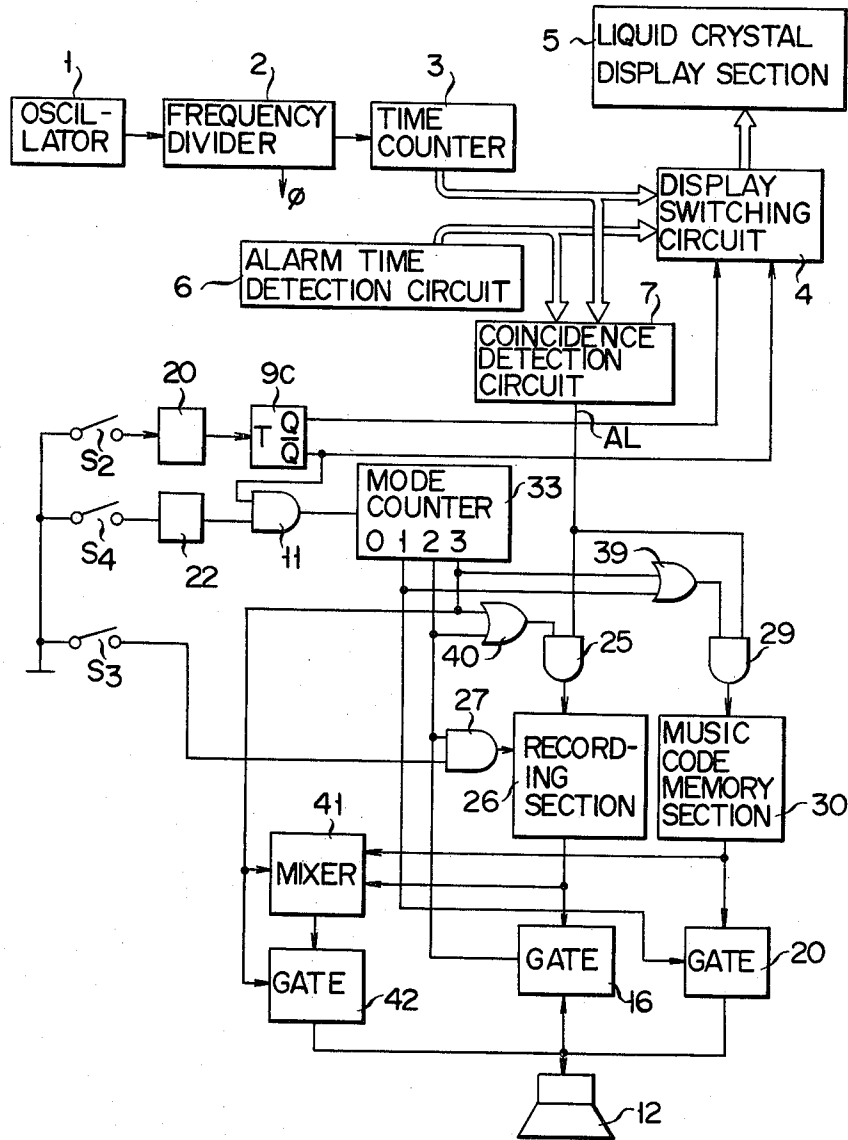 5
LIQUID CRYSTAL
DISPLAY SECTION
1
OSCIL-
LATOR
2
FREQUENCY
DIVIDER
3
TIME
COUNTER
ø
DISPLAY
SWITCHING
CIRCUIT
4
6
ALARM TIME
DETECTION CIRCUIT
7
COINCIDENCE
DETECTION
CIRCUIT
AL
20
9C
T Q
Q̅
S2
MODE
COUNTER
0 1 2 3
33
S4
22
11
39
S3
40
25
29
27
RECORD-
ING
SECTION
26
MUSIC
CODE
MEMORY
SECTION
30
41
MIXER
GATE
42
GATE
16
GATE
20
12